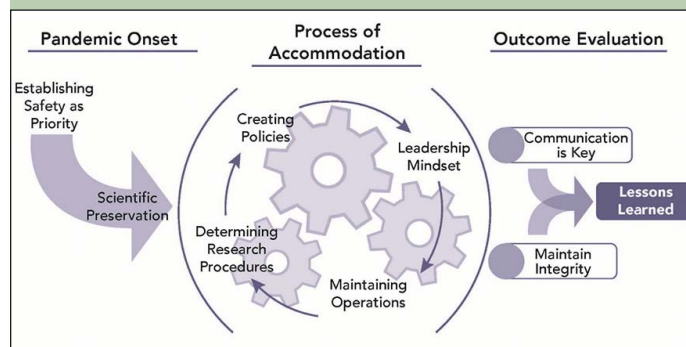 Pandemic Onset
Process of
Accommodation
Outcome Evaluation
Establishing
Safety as
Priority
Scientific
Preservation
Creating
Policies
Leadership
Mindset
Determining
Research
Procedures
Maintaining
Operations
Communication
is Key
Lessons
Learned
Maintain
Integrity